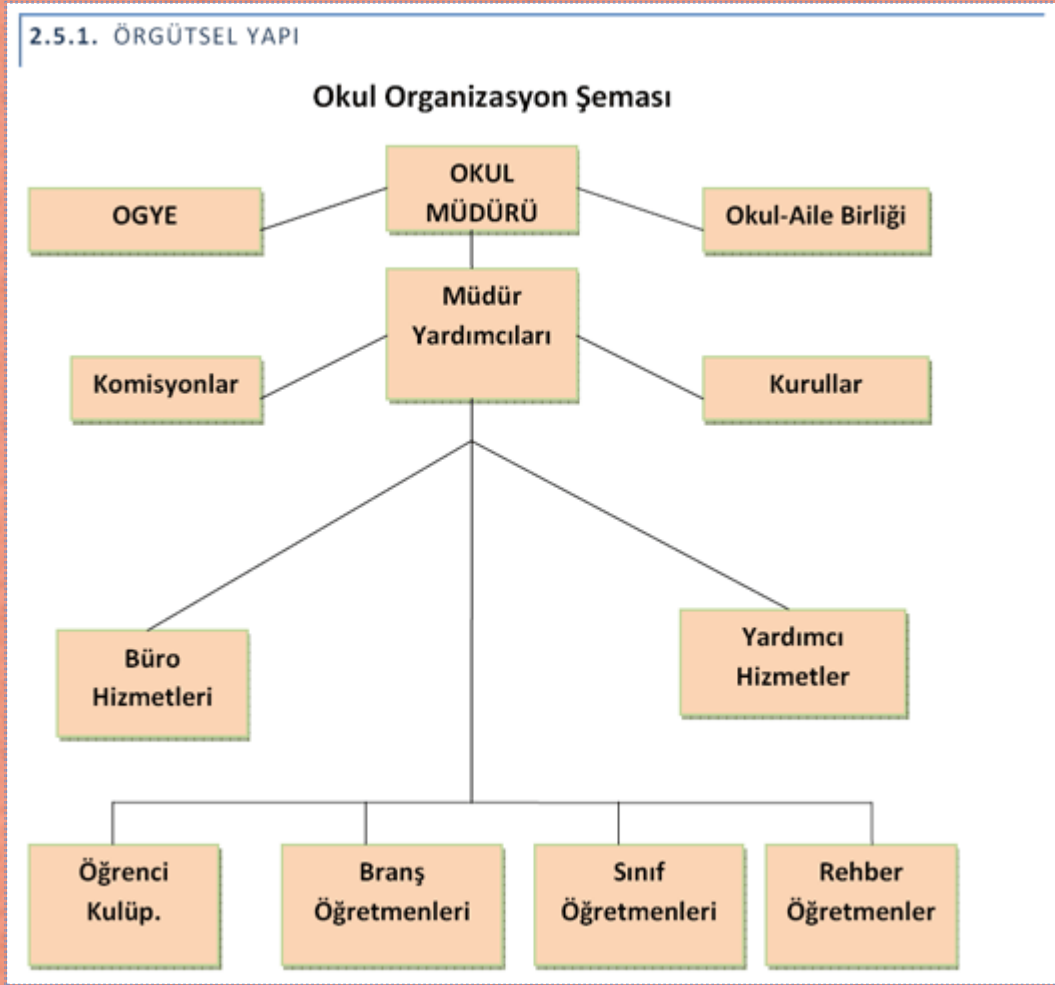 2.5.1. ÖRGÜTSEL YAPI
Okul Organizasyon Şeması
OKUL
MÜDÜRÜ
OGYE
Okul-Aile Birliği
Müdür
Yardımcıları
Komisyonlar
Kurullar
Büro
Hizmetleri
Yardımcı
Hizmetler
Öğrenci
Kulüp.
Branş
Öğretmenleri
Sınıf
Öğretmenleri
Rehber
Öğretmenler